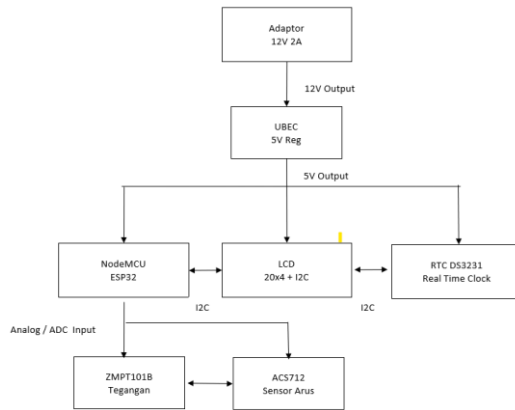 Adaptor
12V 2A
12V Output
UBEC
5V Reg
5V Output
NodeMCU
ESP32
LCD
20x4 + I2C
RTC DS3231
Real Time Clock
I2C
I2C
Analog / ADC Input
ZMPT101B
Tegangan
ACS712
Sensor Arus